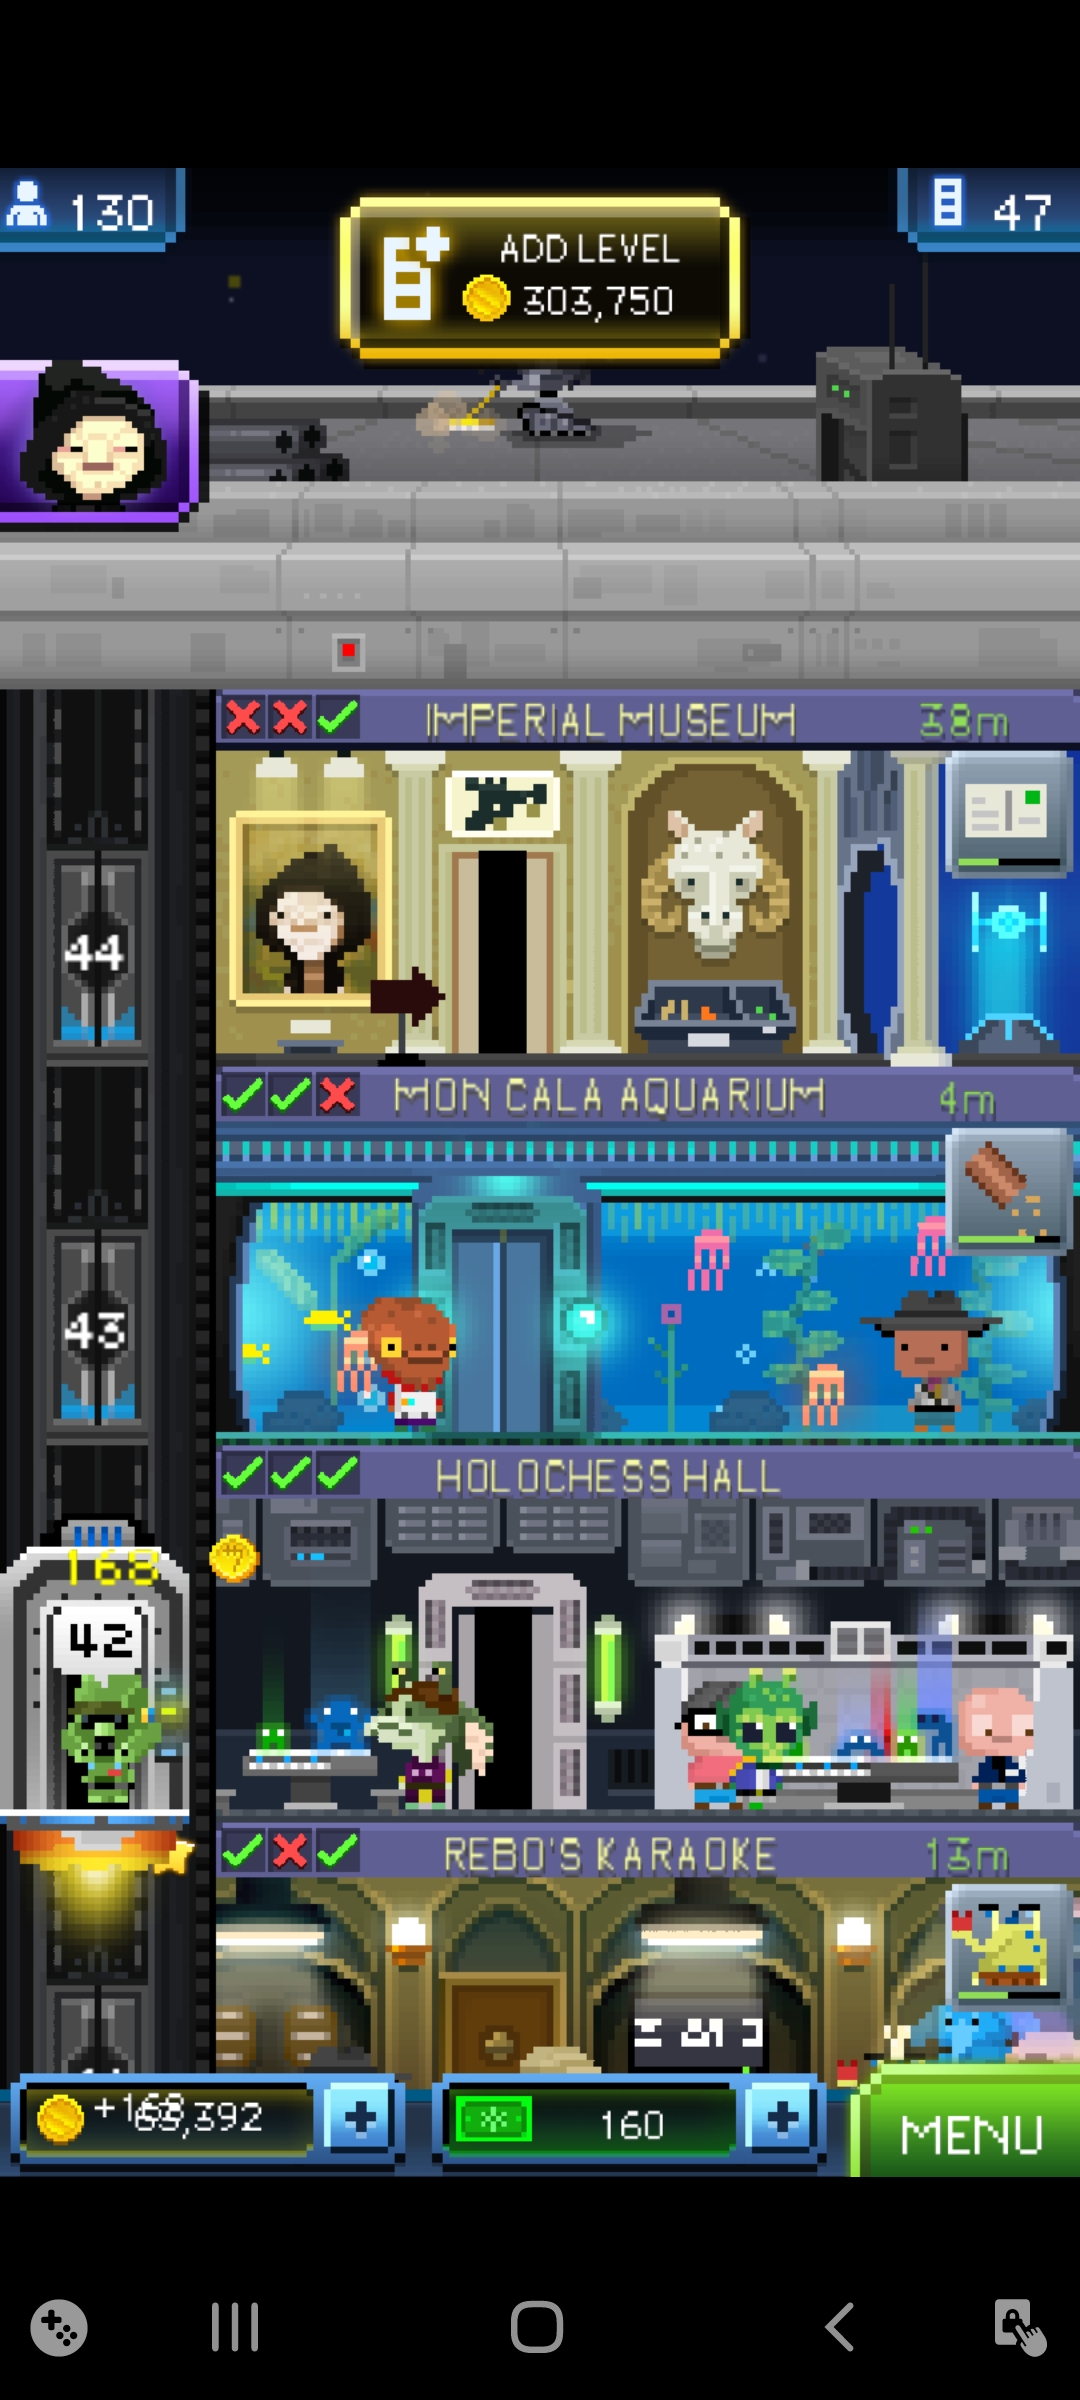 130
ADD LEVEL
303,750
47
IMPERIAL MUSEUM 38m
44
MON CALA AQUARIUM 4m
43
HOLOCHESS HALL
168
42
REBO'S KARAOKE 13m
+168
,392
160
MENU